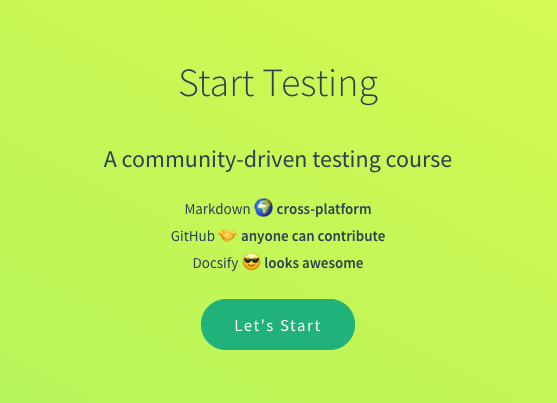 Start Testing
A community-driven testing course
Markdown 🌍 cross-platform
GitHub 🤝 anyone can contribute
Docsify 😎 looks awesome
Let's Start